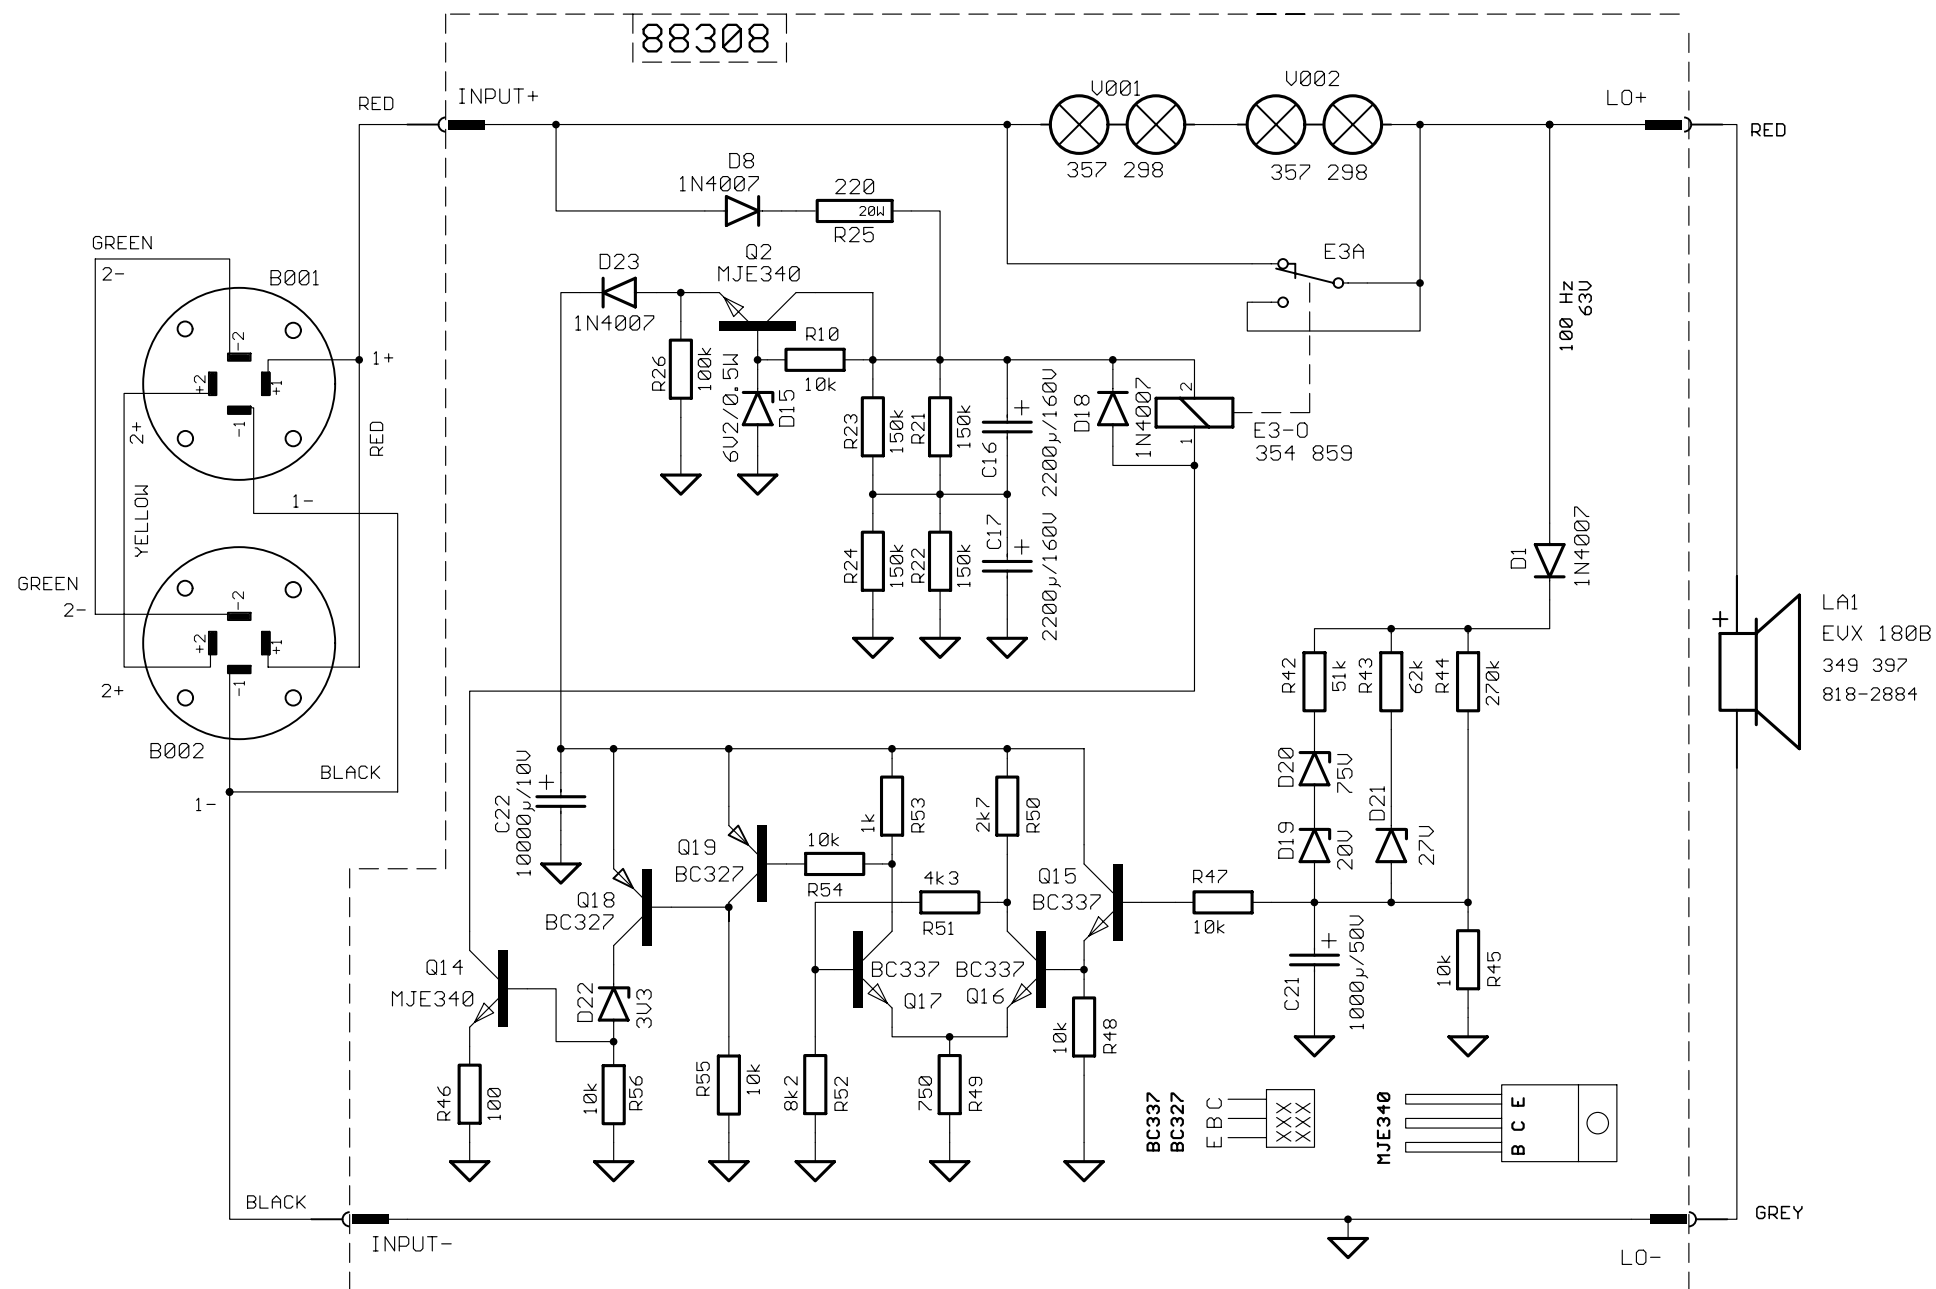 88308
INPUT+
RED
V001
V002
LO+
RED
357 298
357 298
D8
1N4007
220
20W
R25
E3A
100 Hz
63V
GREEN
2-
B001
-2
+2
+1
-1
1+
2+
RED
YELLOW
1-
D23
1N4007
Q2
MJE340
R26
100k
6V2/0.5W
D15
R10
10k
R23
150k
R21
150k
C16
+
2200µ/160V
D18
1N4007
2
1
E3-O
354 859
R24
150k
R22
150k
C17
+
2200µ/160V
D1
1N4007
GREEN
2-
-2
+2
+1
-1
2+
B002
BLACK
1-
LA1
EVX 180B
349 397
818-2884
+
R42
51k
R43
62k
R44
270k
D20
75V
D19
20V
D21
27V
C22
10000µ/10V
+
Q19
BC327
Q18
BC327
10k
R54
1k
R53
2k7
R50
4k3
R51
Q15
BC337
R47
10k
Q14
MJE340
D22
3V3
BC337
Q17
BC337
Q16
C21
+
1000µ/50V
10k
R45
R46
100
10k
R56
R55
10k
8k2
R52
750
R49
10k
R48
BC337
BC327
E B C
XXX
XXX
MJE340
B C E
BLACK
INPUT-
LO-
GREY